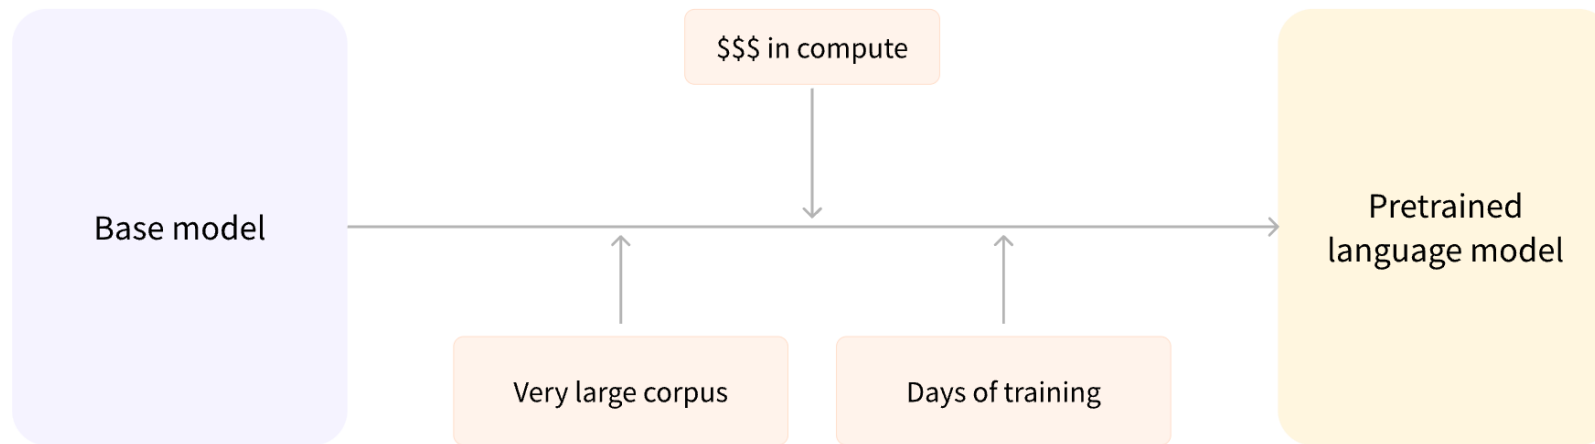 $$$ in compute
Base model
Pretrained
language model
Very large corpus
Days of training